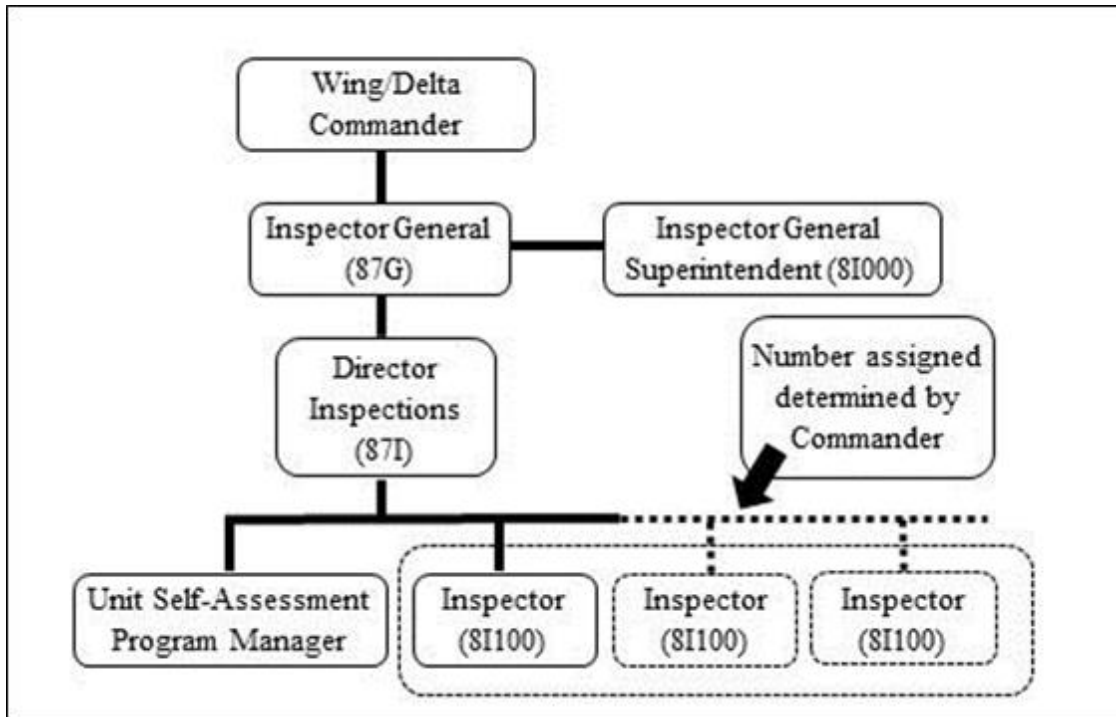 Wing/Delta
Commander
Inspector General
(87G)
Inspector General
Superintendent (8I000)
Director
Inspections
(87I)
Number assigned
determined by
Commander
Unit Self-Assessment
Program Manager
Inspector
(8I100)
Inspector
(8I100)
Inspector
(8I100)